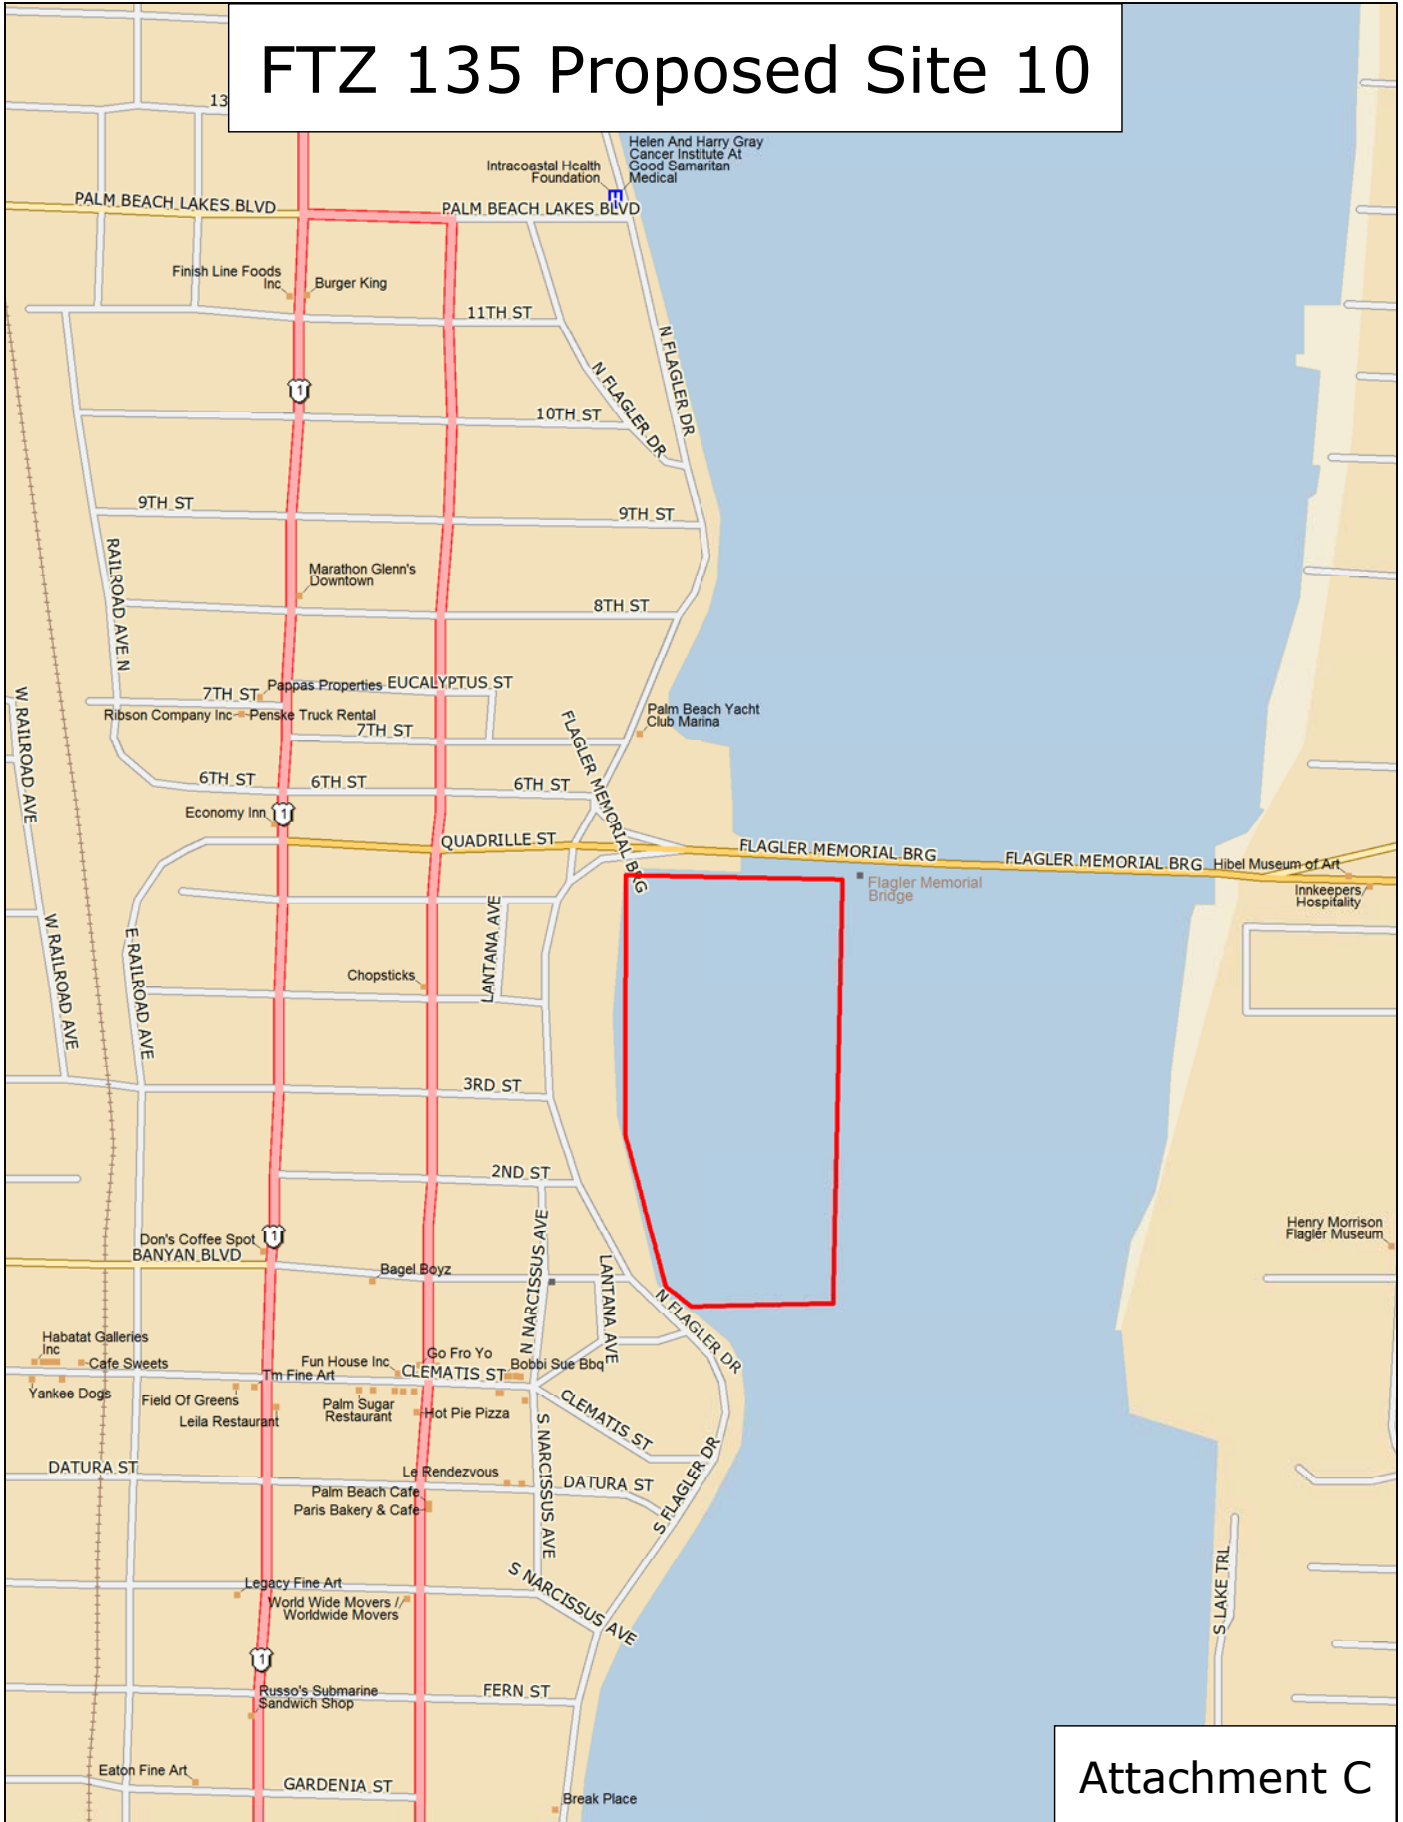 FTZ 135 Proposed Site 10
13
Helen And Harry Gray
Cancer Institute At
Good Samaritan
Medical
Intracoastal Health
Foundation
H
PALM BEACH LAKES BLVD
PALM BEACH LAKES BLVD
Finish Line Foods
Inc
Burger King
11TH ST
N FLAGLER DR
N FLAGLER DR
1
10TH ST
9TH ST
9TH ST
RAILROAD AVE N
Marathon Glenn's
Downtown
8TH ST
Pappas Properties
EUCALYPTUS ST
7TH ST
Ribson Company Inc
Penske Truck Rental
7TH ST
Palm Beach Yacht
Club Marina
FLAGLER MEMORIAL BRG
W RAILROAD AVE
6TH ST
6TH ST
6TH ST
Economy Inn
1
QUADRILLE ST
FLAGLER MEMORIAL BRG
FLAGLER MEMORIAL BRG
Hibel Museum of Art
Flagler Memorial
Bridge
Innkeepers
Hospitality
W RAILROAD AVE
E RAILROAD AVE
LANTANA AVE
Chopsticks
3RD ST
2ND ST
N NARCISSUS AVE
Don's Coffee Spot
1
BANYAN BLVD
Bagel Boyz
LANTANA AVE
N FLAGLER DR
Henry Morrison
Flagler Museum
Habatat Galleries
Inc
Cafe Sweets
Fun House Inc
Go Fro Yo
CLEMATIS ST
Bobbi Sue Bbq
Tm Fine Art
Yankee Dogs
Field Of Greens
Leila Restaurant
Palm Sugar
Restaurant
Hot Pie Pizza
CLEMATIS ST
S NARCISSUS AVE
DATURA ST
Le Rendezvous
DATURA ST
S FLAGLER DR
Palm Beach Cafe
Paris Bakery & Cafe
S NARCISSUS AVE
Legacy Fine Art
World Wide Movers /
Worldwide Movers
S LAKE TRL
1
Russo's Submarine
Sandwich Shop
FERN ST
Eaton Fine Art
GARDENIA ST
Break Place
Attachment C